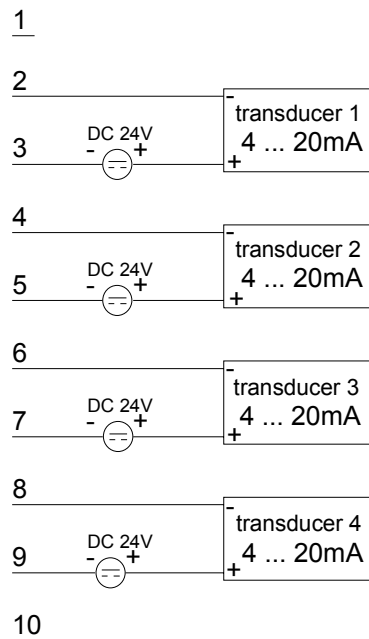 1
2
-
transducer 1
DC 24V
3
- +
4 ... 20mA
+
4
-
transducer 2
DC 24V
5
- +
4 ... 20mA
+
6
-
transducer 3
DC 24V
7
- +
4 ... 20mA
+
8
-
transducer 4
DC 24V
9
- +
4 ... 20mA
+
10